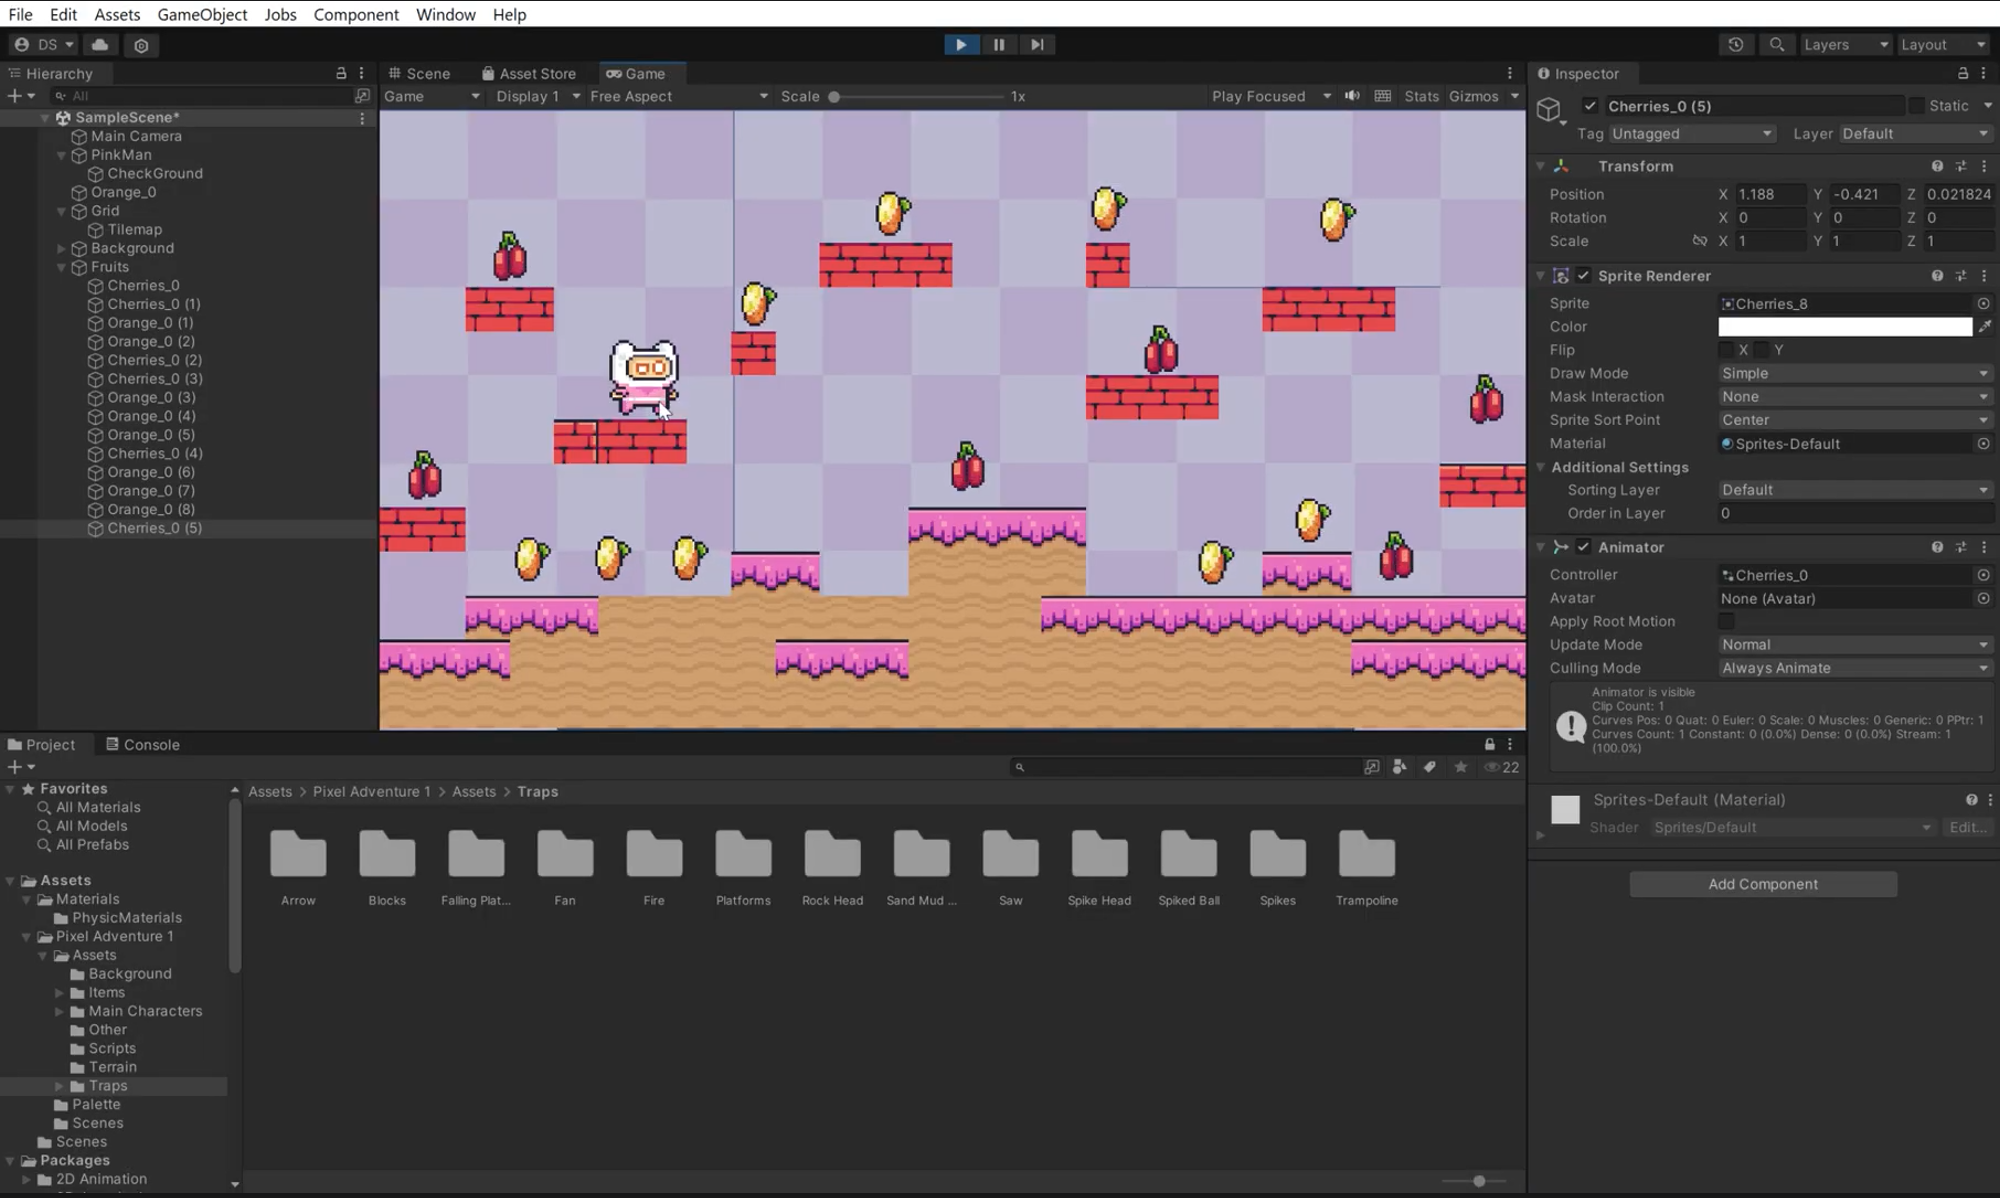 File Edit Assets GameObject Jobs Component Window Help
DS
Layers Layout
Hierarchy
All
SampleScene*
Main Camera
PinkMan
CheckGround
Orange_0
Grid
Tilemap
Background
Fruits
Cherries_0
Cherries_0 (1)
Orange_0 (1)
Orange_0 (2)
Cherries_0 (2)
Cherries_0 (3)
Orange_0 (3)
Orange_0 (4)
Orange_0 (5)
Cherries_0 (4)
Orange_0 (6)
Orange_0 (7)
Orange_0 (8)
Cherries_0 (5)
Scene Asset Store Game
Game Display 1 Free Aspect Scale 1x Play Focused Stats Gizmos
Inspector
Cherries_0 (5) Static
Tag Untagged Layer Default
Transform
Position X 1.188 Y -0.421 Z 0.021824
Rotation X 0 Y 0 Z 0
Scale X 1 Y 1 Z 1
Sprite Renderer
Sprite Cherries_8
Color
Flip X Y
Draw Mode Simple
Mask Interaction None
Sprite Sort Point Center
Material Sprites-Default
Additional Settings
Sorting Layer Default
Order in Layer 0
Animator
Controller Cherries_0
Avatar None (Avatar)
Apply Root Motion
Update Mode Normal
Culling Mode Always Animate
Animator is visible
Clip Count: 1
Curves Pos: 0 Quat: 0 Euler: 0 Scale: 0 Muscles: 0 Generic: 0 PPtr: 1
Curves Count: 1 Constant: 0 (0.0%) Dense: 0 (0.0%) Stream: 1
(100.0%)
Sprites-Default (Material)
Shader Sprites/Default Edit...
Add Component
Project Console
22
Favorites
All Materials
All Models
All Prefabs
Assets
Materials
PhysicMaterials
Pixel Adventure 1
Assets
Background
Items
Main Characters
Other
Scripts
Terrain
Traps
Palette
Scenes
Scenes
Packages
2D Animation
Assets > Pixel Adventure 1 > Assets > Traps
Arrow Blocks Falling Plat... Fan Fire Platforms Rock Head Sand Mud ... Saw Spike Head Spiked Ball Spikes Trampoline